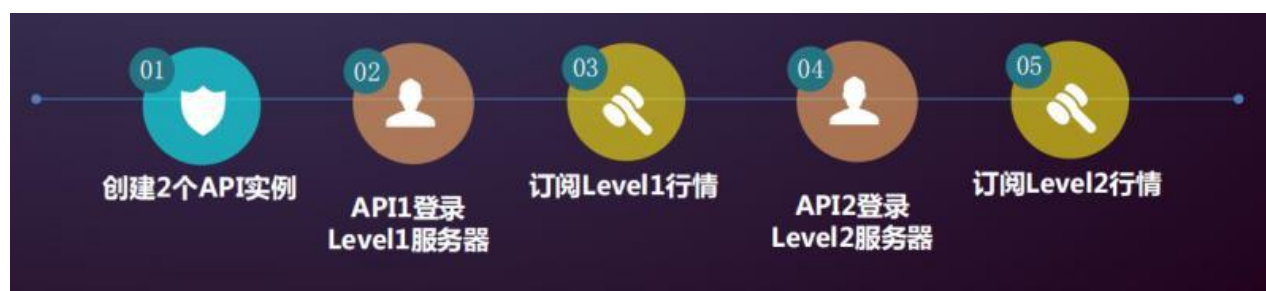 01
创建2个API实例
02
API1登录
Level1服务器
03
订阅Level1行情
04
API2登录
Level2服务器
05
订阅Level2行情